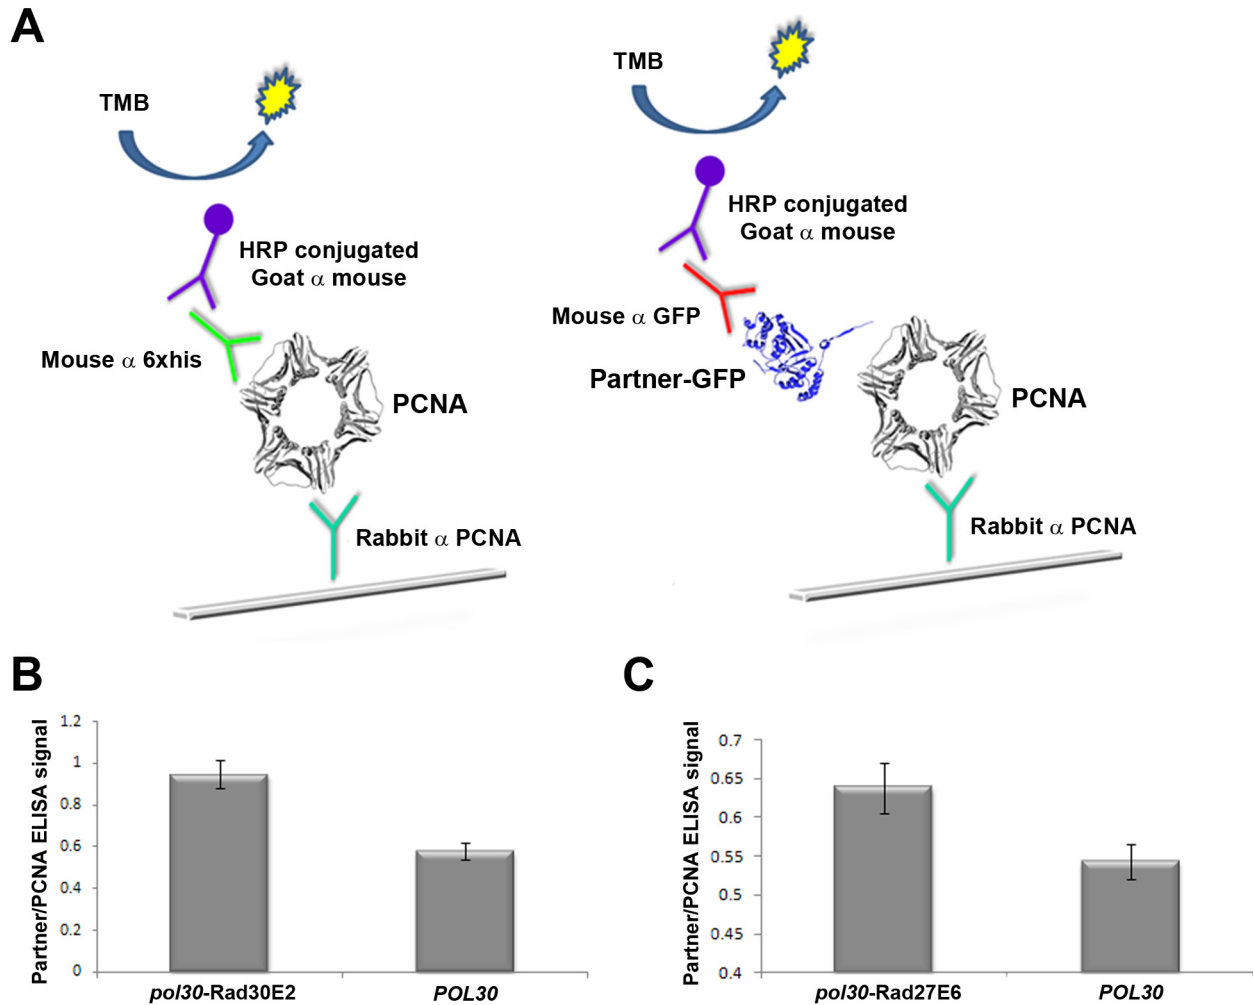 A
TMB
HRP conjugated
Goat α mouse
Mouse α 6xhis
PCNA
Rabbit α PCNA
TMB
HRP conjugated
Goat α mouse
Mouse α GFP
Partner-GFP
PCNA
Rabbit α PCNA
B
Partner/PCNA ELISA signal
1.2
1
0.8
0.6
0.4
0.2
0
pol30-Rad30E2
POL30
C
Partner/PCNA ELISA signal
0.7
0.65
0.6
0.55
0.5
0.45
0.4
pol30-Rad27E6
POL30